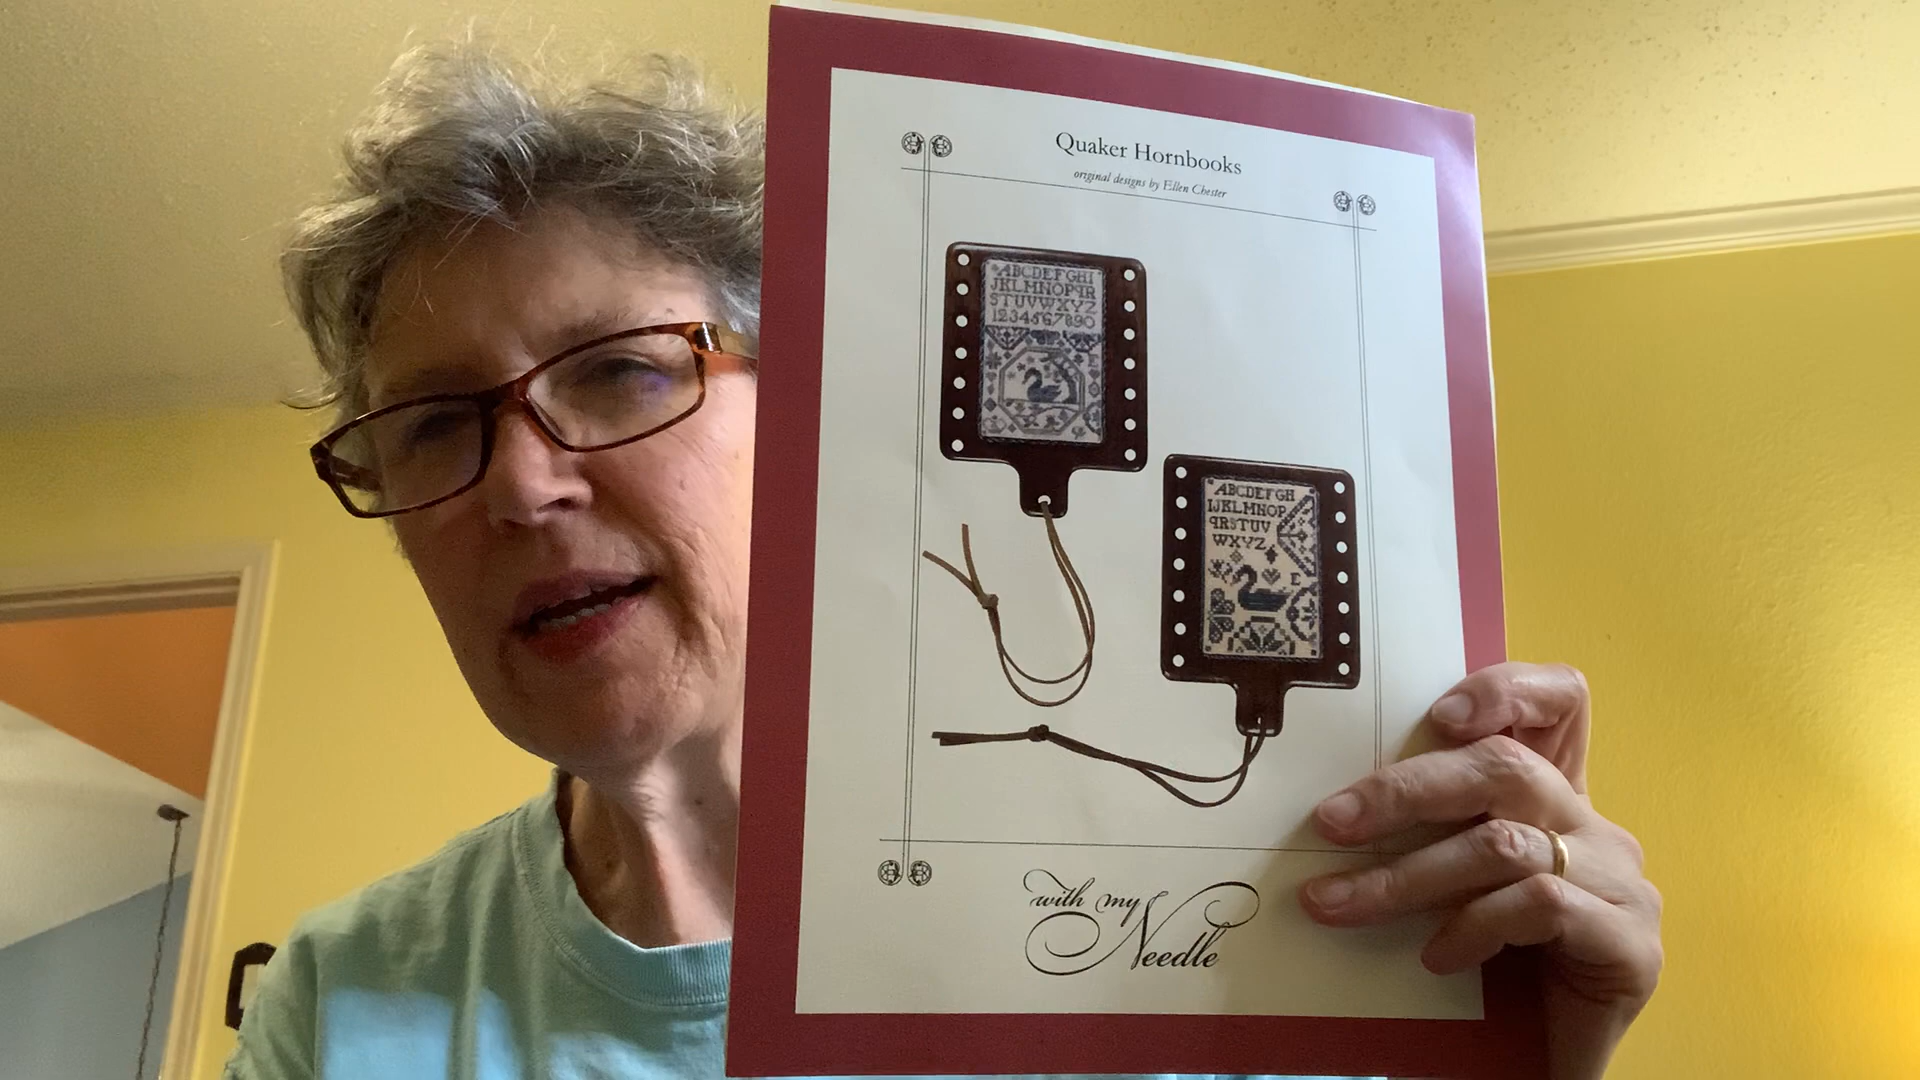 Quaker Hornbooks
original designs by Ellen Chester
ABCDEFGHI
JKLMNOPQR
STUVWXYZ
1234567890
ABCDEFGH
IJKLMNOP
QRSTUV
WXYZ
E
with my
Needle